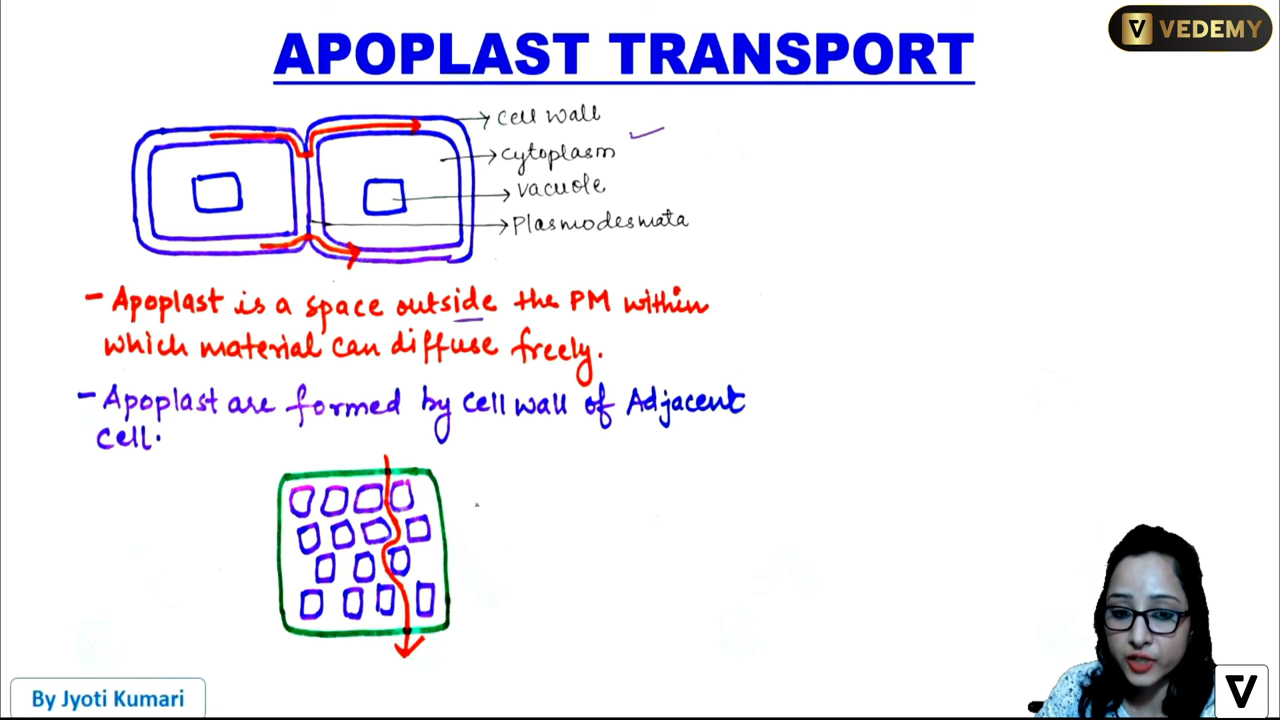 VEDEMY
APOPLAST TRANSPORT
cell wall
cytoplasm
vacuole
Plasmodesmata
- Apoplast is a space outside the PM within
which material can diffuse freely.
- Apoplast are formed by cell wall of Adjacent
cell.
By Jyoti Kumari